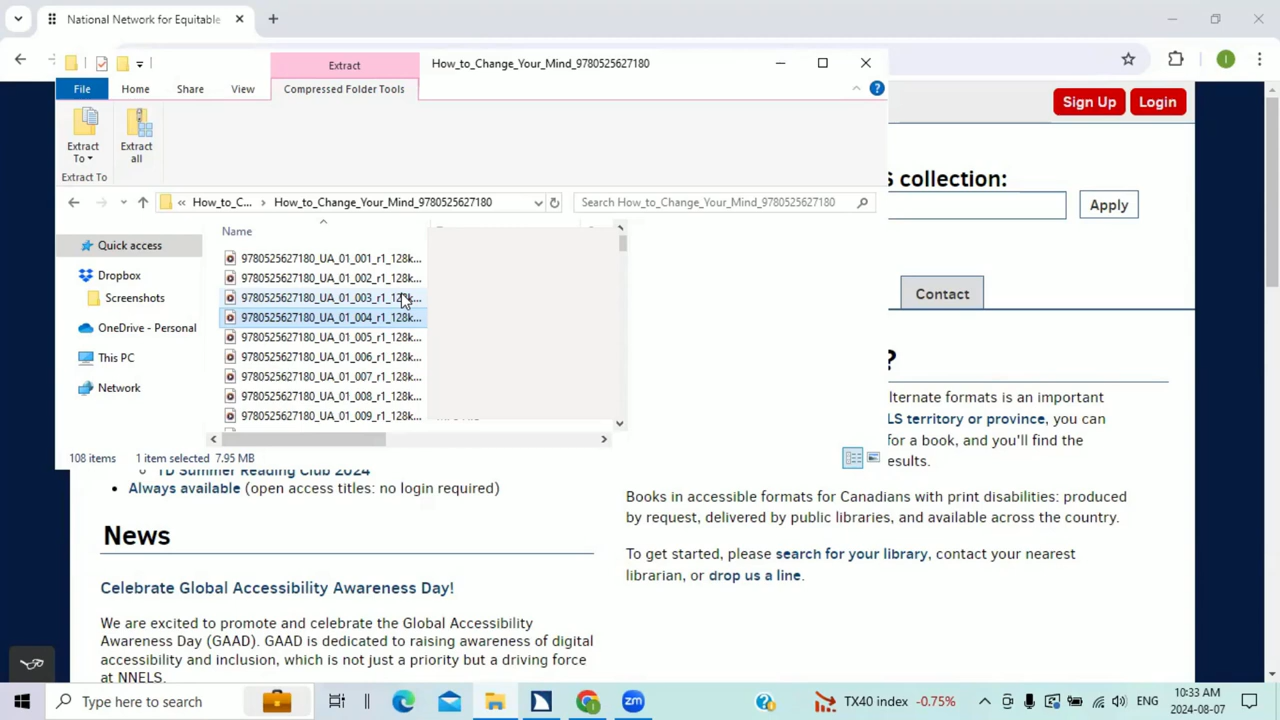 National Network for Equitable
Extract
How_to_Change_Your_Mind_9780525627180
File
Home
Share
View
Compressed Folder Tools
Sign Up
Login
Extract To
Extract all
Extract To
S collection:
Apply
How_to_C...
How_to_Change_Your_Mind_9780525627180
Search How_to_Change_Your_Mind_9780525627180
Quick access
Dropbox
Screenshots
OneDrive - Personal
This PC
Network
Name
9780525627180_UA_01_001_r1_128k...
9780525627180_UA_01_002_r1_128k...
9780525627180_UA_01_003_r1_128k...
9780525627180_UA_01_004_r1_128k...
9780525627180_UA_01_005_r1_128k...
9780525627180_UA_01_006_r1_128k...
9780525627180_UA_01_007_r1_128k...
9780525627180_UA_01_008_r1_128k...
9780525627180_UA_01_009_r1_128k...
Contact
?
alternate formats is an important
LS territory or province, you can
for a book, and you'll find the
esults.
108 items
1 item selected 7.95 MB
TD Summer Reading Club 2024
Always available (open access titles: no login required)
Books in accessible formats for Canadians with print disabilities: produced
by request, delivered by public libraries, and available across the country.
News
To get started, please search for your library, contact your nearest
librarian, or drop us a line.
Celebrate Global Accessibility Awareness Day!
We are excited to promote and celebrate the Global Accessibility
Awareness Day (GAAD). GAAD is dedicated to raising awareness of digital
accessibility and inclusion, which is not just a priority but a driving force
at NNELS.
Type here to search
zm
TX40 index -0.75%
ENG
10:33 AM
2024-08-07